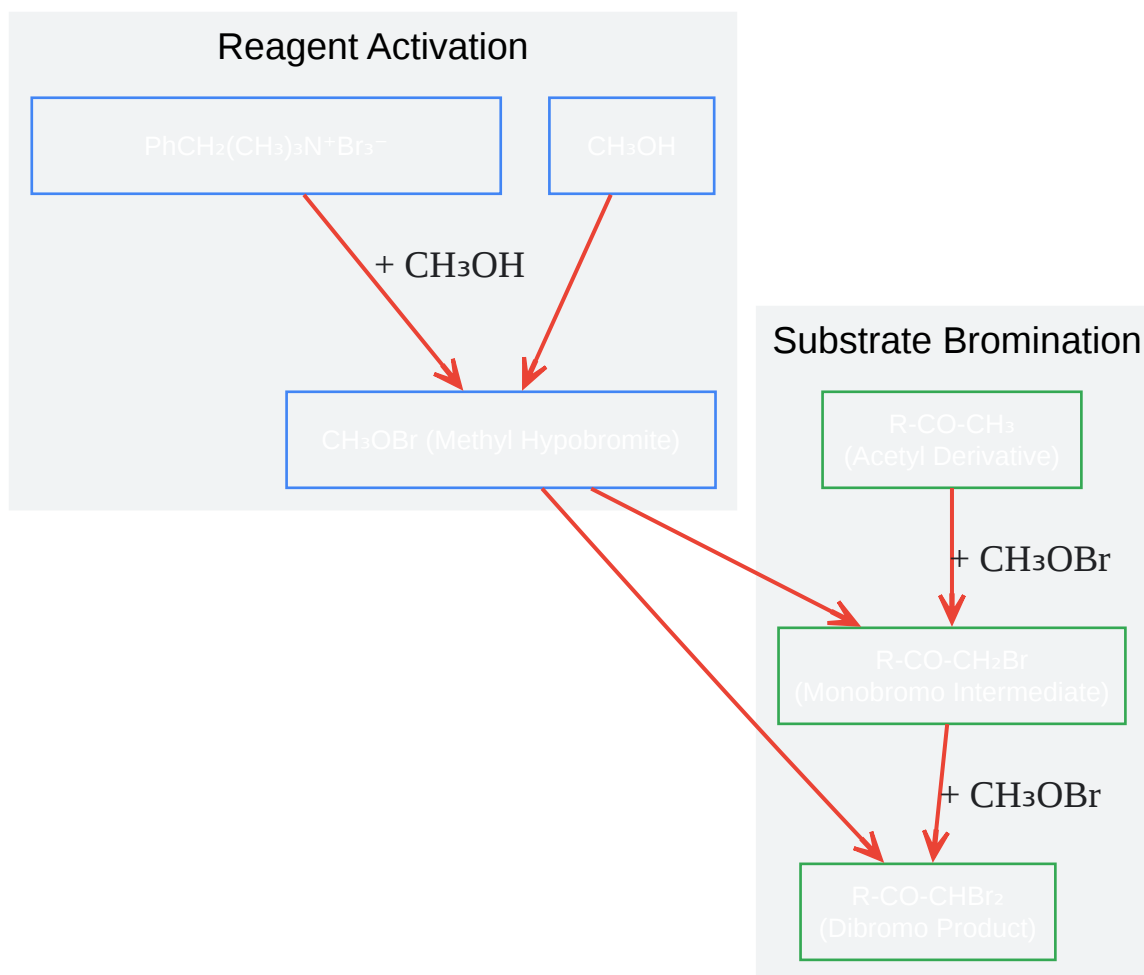 Reagent Activation
PhCH₂(CH₃)₃N⁺Br₃⁻
CH₃OH
+ CH₃OH
CH₃OBr (Methyl Hypobromite)
Substrate Bromination
R-CO-CH₃
(Acetyl Derivative)
+ CH₃OBr
R-CO-CH₂Br
(Monobromo Intermediate)
+ CH₃OBr
R-CO-CHBr₂
(Dibromo Product)